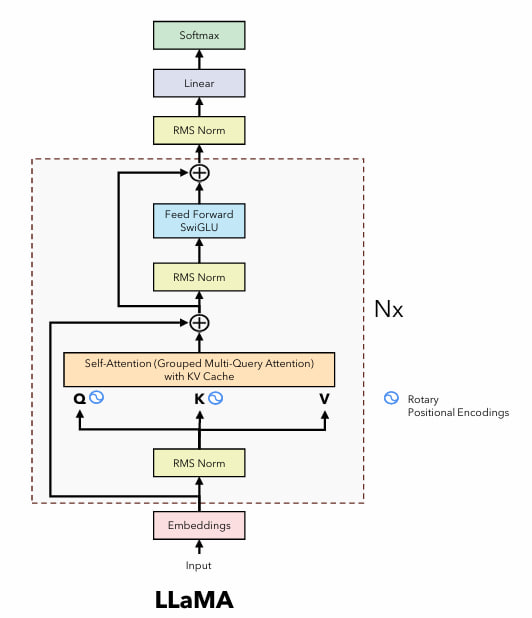 Softmax
Linear
RMS Norm
Feed Forward
SwiGLU
RMS Norm
Nx
Self-Attention (Grouped Multi-Query Attention)
with KV Cache
Q K V
Rotary
Positional Encodings
RMS Norm
Embeddings
Input
LLaMA